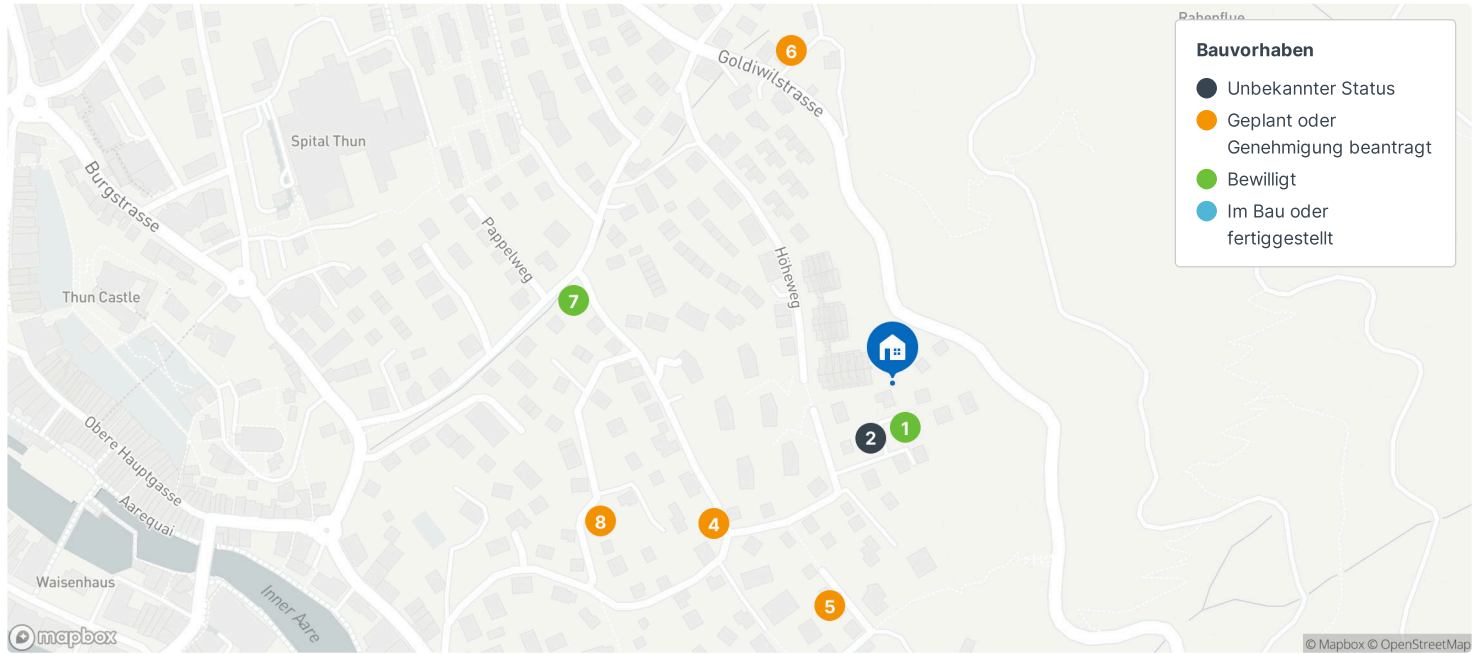 Rabenflue
Bauvorhaben
Unbekannter Status
Geplant oder
Genehmigung beantragt
Bewilligt
Im Bau oder
fertiggestellt
6
Goldiwilstrasse
Spital Thun
Burgstrasse
Pappelweg
Höheweg
Thun Castle
7
2
1
Obere Hauptgasse
Aarequai
8
4
Waisenhaus
Inner Aare
5
mapbox
© Mapbox © OpenStreetMap